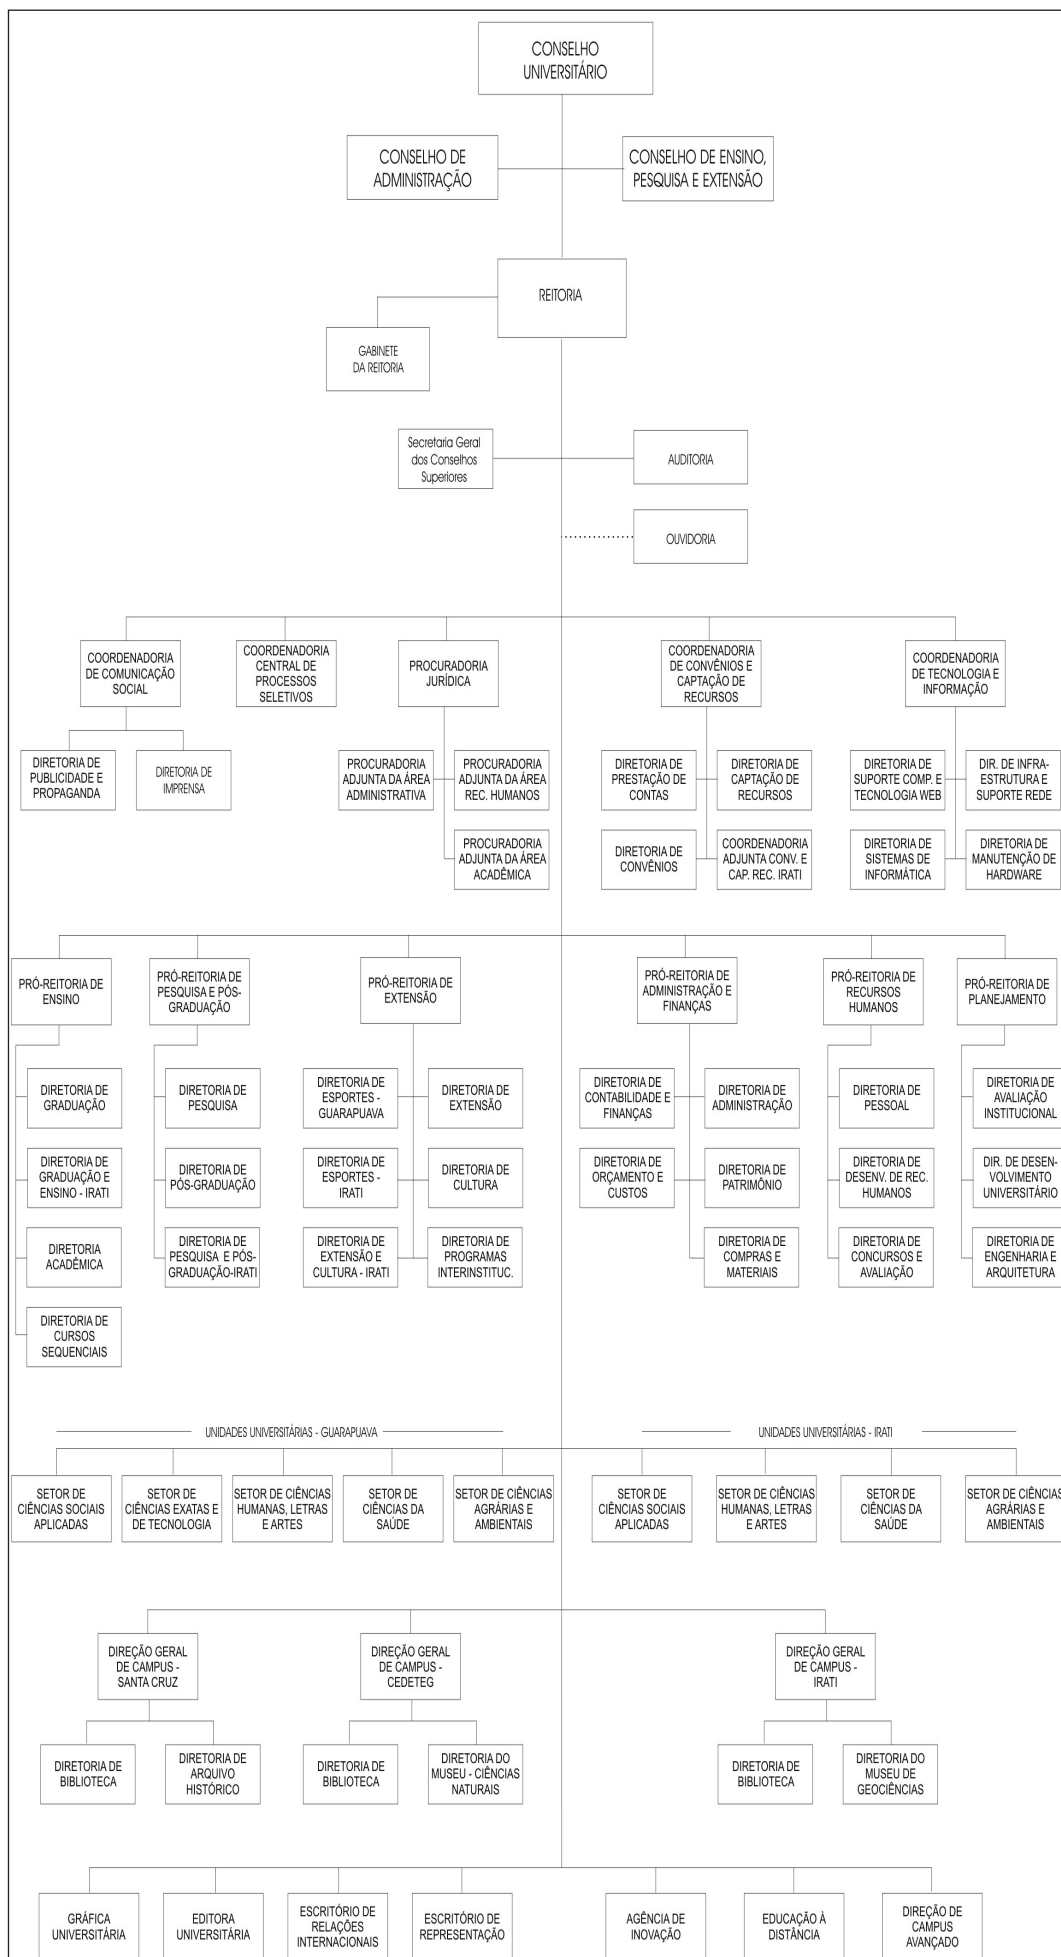 CONSELHO
UNIVERSITÁRIO
CONSELHO DE
ADMINISTRAÇÃO
CONSELHO DE ENSINO,
PESQUISA E EXTENSÃO
REITORIA
GABINETE
DA REITORIA
Secretaria Geral
dos Conselhos
Superiores
AUDITORIA
OUVIDORIA
COORDENADORIA
DE COMUNICAÇÃO
SOCIAL
COORDENADORIA
CENTRAL DE
PROCESSOS
SELETIVOS
PROCURADORIA
JURÍDICA
COORDENADORIA
DE CONVÊNIOS E
CAPTAÇÃO DE
RECURSOS
COORDENADORIA
DE TECNOLOGIA E
INFORMAÇÃO
DIRETORIA DE
PUBLICIDADE E
PROPAGANDA
DIRETORIA DE
IMPRENSA
PROCURADORIA
ADJUNTA DA ÁREA
ADMINISTRATIVA
PROCURADORIA
ADJUNTA DA ÁREA
REC. HUMANOS
DIRETORIA DE
PRESTAÇÃO DE
CONTAS
DIRETORIA DE
CAPTAÇÃO DE
RECURSOS
DIRETORIA DE
SUPORTE COMP. E
TECNOLOGIA WEB
DIR. DE INFRA-
ESTRUTURA E
SUPORTE REDE
PROCURADORIA
ADJUNTA DA ÁREA
ACADÊMICA
DIRETORIA DE
CONVÊNIOS
COORDENADORIA
ADJUNTA CONV. E
CAP. REC. IRATI
DIRETORIA DE
SISTEMAS DE
INFORMÁTICA
DIRETORIA DE
MANUTENÇÃO DE
HARDWARE
PRÓ-REITORIA DE
ENSINO
PRÓ-REITORIA DE
PESQUISA E PÓS-
GRADUAÇÃO
PRÓ-REITORIA DE
EXTENSÃO
PRÓ-REITORIA DE
ADMINISTRAÇÃO E
FINANÇAS
PRÓ-REITORIA DE
RECURSOS
HUMANOS
PRÓ-REITORIA DE
PLANEJAMENTO
DIRETORIA DE
GRADUAÇÃO
DIRETORIA DE
PESQUISA
DIRETORIA DE
ESPORTES -
GUARAPUAVA
DIRETORIA DE
EXTENSÃO
DIRETORIA DE
CONTABILIDADE E
FINANÇAS
DIRETORIA DE
ADMINISTRAÇÃO
DIRETORIA DE
PESSOAL
DIRETORIA DE
AVALIAÇÃO
INSTITUCIONAL
DIRETORIA DE
GRADUAÇÃO E
ENSINO - IRATI
DIRETORIA DE
PÓS-GRADUAÇÃO
DIRETORIA DE
ESPORTES -
IRATI
DIRETORIA DE
CULTURA
DIRETORIA DE
ORÇAMENTO E
CUSTOS
DIRETORIA DE
PATRIMÔNIO
DIRETORIA DE
DESENV. DE REC.
HUMANOS
DIR. DE DESEN-
VOLVIMENTO
UNIVERSITÁRIO
DIRETORIA
ACADÊMICA
DIRETORIA DE
PESQUISA E PÓS-
GRADUAÇÃO-IRATI
DIRETORIA DE
EXTENSÃO E
CULTURA - IRATI
DIRETORIA DE
PROGRAMAS
INTERINSTITUC.
DIRETORIA DE
COMPRAS E
MATERIAIS
DIRETORIA DE
CONCURSOS E
AVALIAÇÃO
DIRETORIA DE
ENGENHARIA E
ARQUITETURA
DIRETORIA DE
CURSOS
SEQUENCIAIS
UNIDADES UNIVERSITÁRIAS - GUARAPUAVA
UNIDADES UNIVERSITÁRIAS - IRATI
SETOR DE
CIÊNCIAS SOCIAIS
APLICADAS
SETOR DE
CIÊNCIAS EXATAS E
DE TECNOLOGIA
SETOR DE CIÊNCIAS
HUMANAS, LETRAS
E ARTES
SETOR DE
CIÊNCIAS DA
SAÚDE
SETOR DE CIÊNCIAS
AGRÁRIAS E
AMBIENTAIS
SETOR DE
CIÊNCIAS SOCIAIS
APLICADAS
SETOR DE CIÊNCIAS
HUMANAS, LETRAS
E ARTES
SETOR DE
CIÊNCIAS DA
SAÚDE
SETOR DE CIÊNCIAS
AGRÁRIAS E
AMBIENTAIS
DIREÇÃO GERAL
DE CAMPUS -
SANTA CRUZ
DIREÇÃO GERAL
DE CAMPUS -
CEDETEG
DIREÇÃO GERAL
DE CAMPUS -
IRATI
DIRETORIA DE
BIBLIOTECA
DIRETORIA DE
ARQUIVO
HISTÓRICO
DIRETORIA DE
BIBLIOTECA
DIRETORIA DO
MUSEU - CIÊNCIAS
NATURAIS
DIRETORIA DE
BIBLIOTECA
DIRETORIA DO
MUSEU DE
GEOCIÊNCIAS
GRÁFICA
UNIVERSITÁRIA
EDITORA
UNIVERSITÁRIA
ESCRITÓRIO DE
RELAÇÕES
INTERNACIONAIS
ESCRITÓRIO DE
REPRESENTAÇÃO
AGÊNCIA DE
INOVAÇÃO
EDUCAÇÃO À
DISTÂNCIA
DIREÇÃO DE
CAMPUS
AVANÇADO